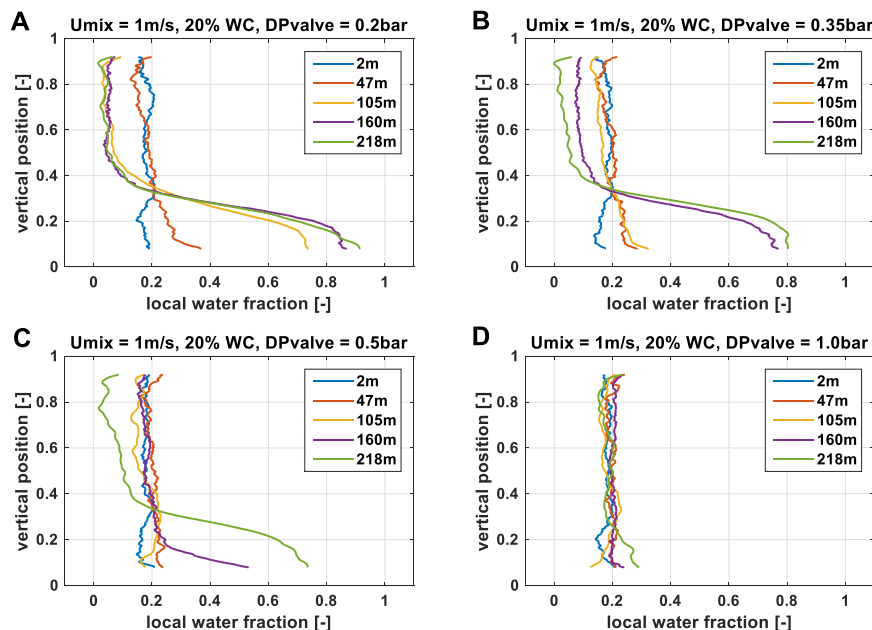 A
Umix = 1m/s, 20% WC, DPvalve = 0.2bar
1
0.8
0.6
0.4
0.2
0
vertical position [-]
2m
47m
105m
160m
218m
0 0.2 0.4 0.6 0.8 1
local water fraction [-]
B
Umix = 1m/s, 20% WC, DPvalve = 0.35bar
1
0.8
0.6
0.4
0.2
0
vertical position [-]
2m
47m
105m
160m
218m
0 0.2 0.4 0.6 0.8 1
local water fraction [-]
C
Umix = 1m/s, 20% WC, DPvalve = 0.5bar
1
0.8
0.6
0.4
0.2
0
vertical position [-]
2m
47m
105m
160m
218m
0 0.2 0.4 0.6 0.8 1
local water fraction [-]
D
Umix = 1m/s, 20% WC, DPvalve = 1.0bar
1
0.8
0.6
0.4
0.2
0
vertical position [-]
2m
47m
105m
160m
218m
0 0.2 0.4 0.6 0.8 1
local water fraction [-]